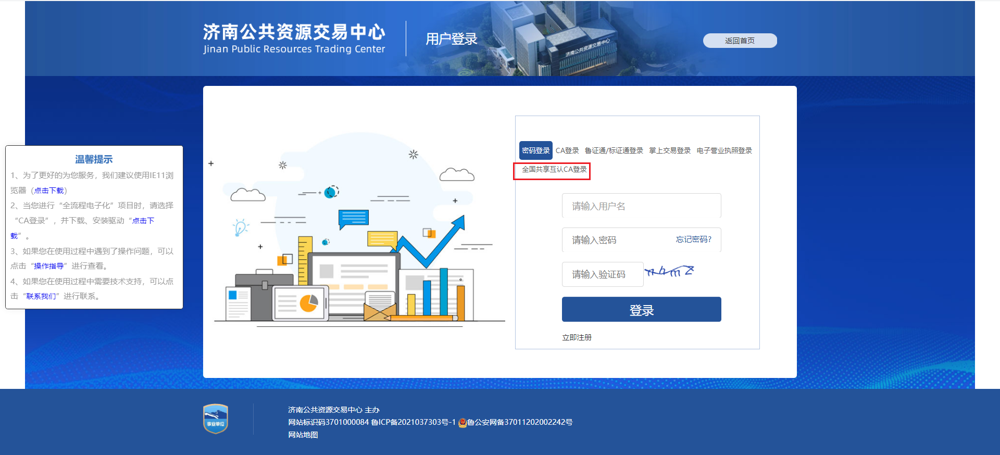 济南公共资源交易中心
Jinan Public Resources Trading Center
用户登录
济南公共资源交易中心
返回首页
温馨提示
1、为了更好的为您服务，我们建议使用IE11浏
览器（点击下载）
2、当您进行“全流程电子化”项目时，请选择
“CA登录”，并下载、安装驱动“点击下
载”。
3、如果您在使用过程中遇到了操作问题，可以
点击“操作指导”进行查看。
4、如果您在使用过程中需要技术支持，可以点
击“联系我们”进行联系。
密码登录 CA登录 鲁证通/标证通登录 掌上交易登录 电子营业执照登录
全国共享互认CA登录
请输入用户名
请输入密码 忘记密码?
请输入验证码 nhmz
登录
立即注册
事业单位
济南公共资源交易中心 主办
网站标识码3701000084 鲁ICP备2021037303号-1 鲁公安网备37011202002242号
网站地图